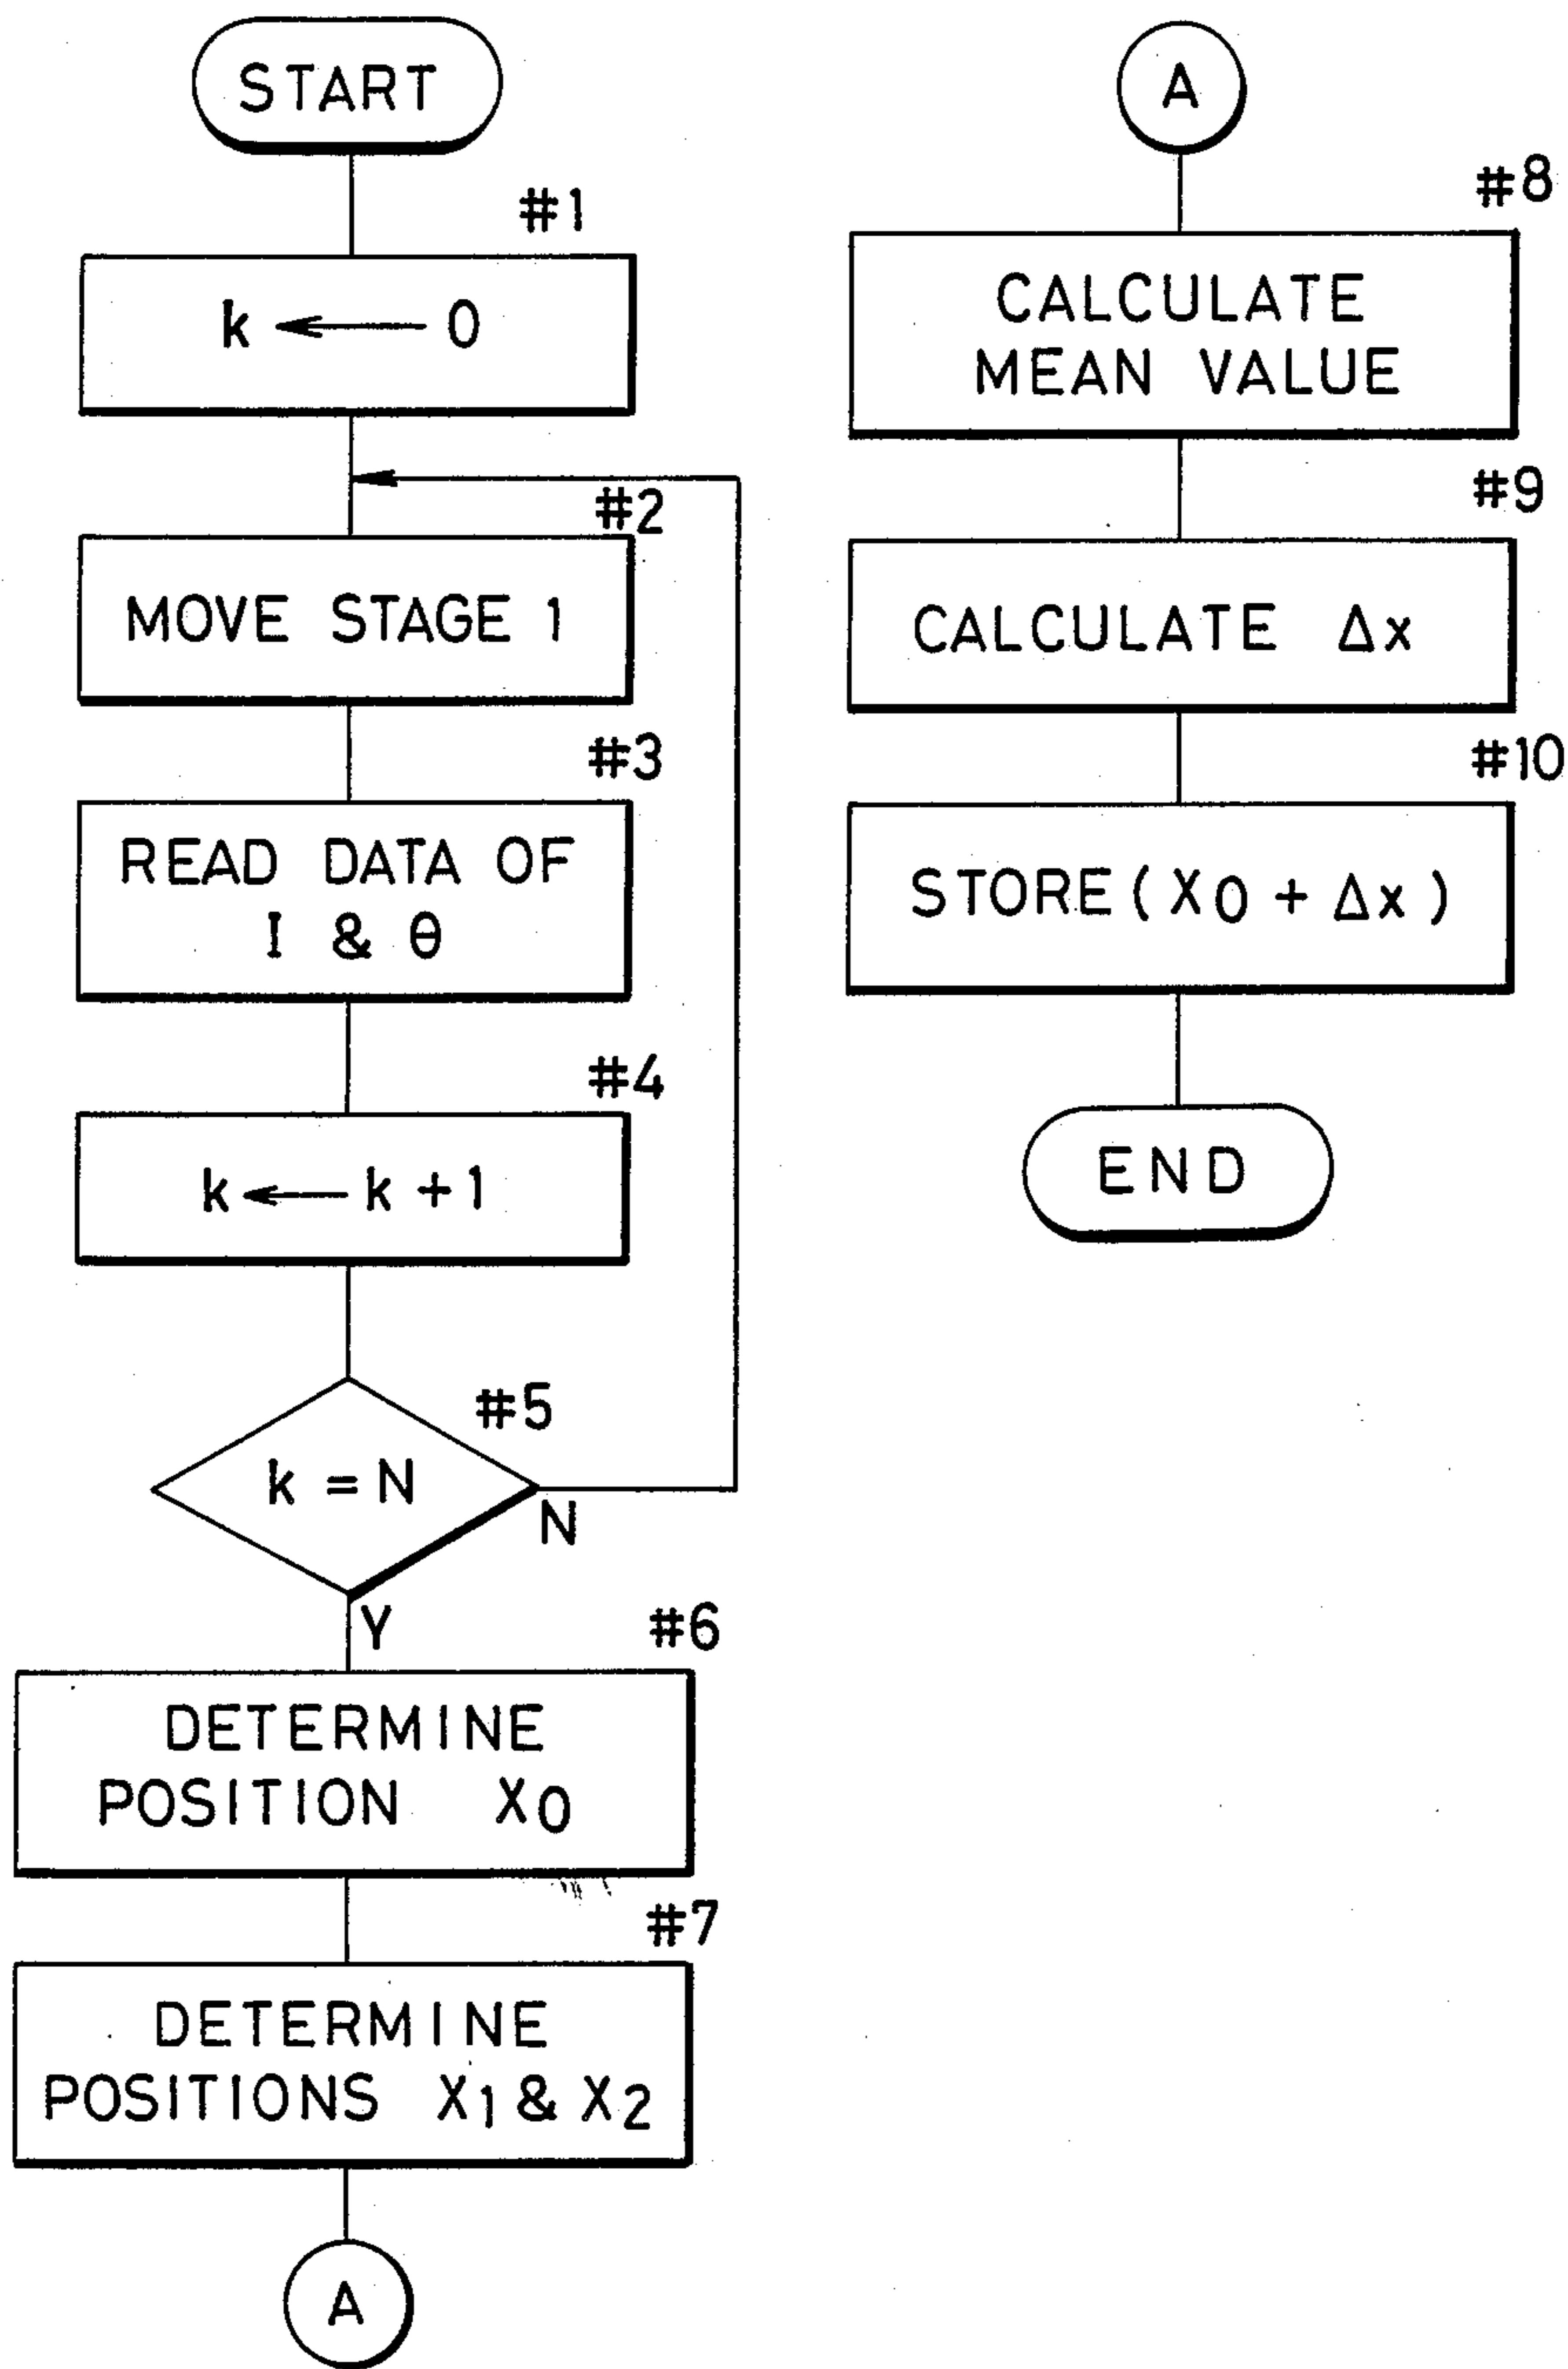 START
#1
k ← 0
#2
MOVE STAGE 1
#3
READ DATA OF
I & θ
#4
k ← k + 1
#5
k = N
N
Y
#6
DETERMINE
POSITION X0
#7
DETERMINE
POSITIONS X1 & X2
A
A
#8
CALCULATE
MEAN VALUE
#9
CALCULATE Δx
#10
STORE ( X0 + Δx )
END